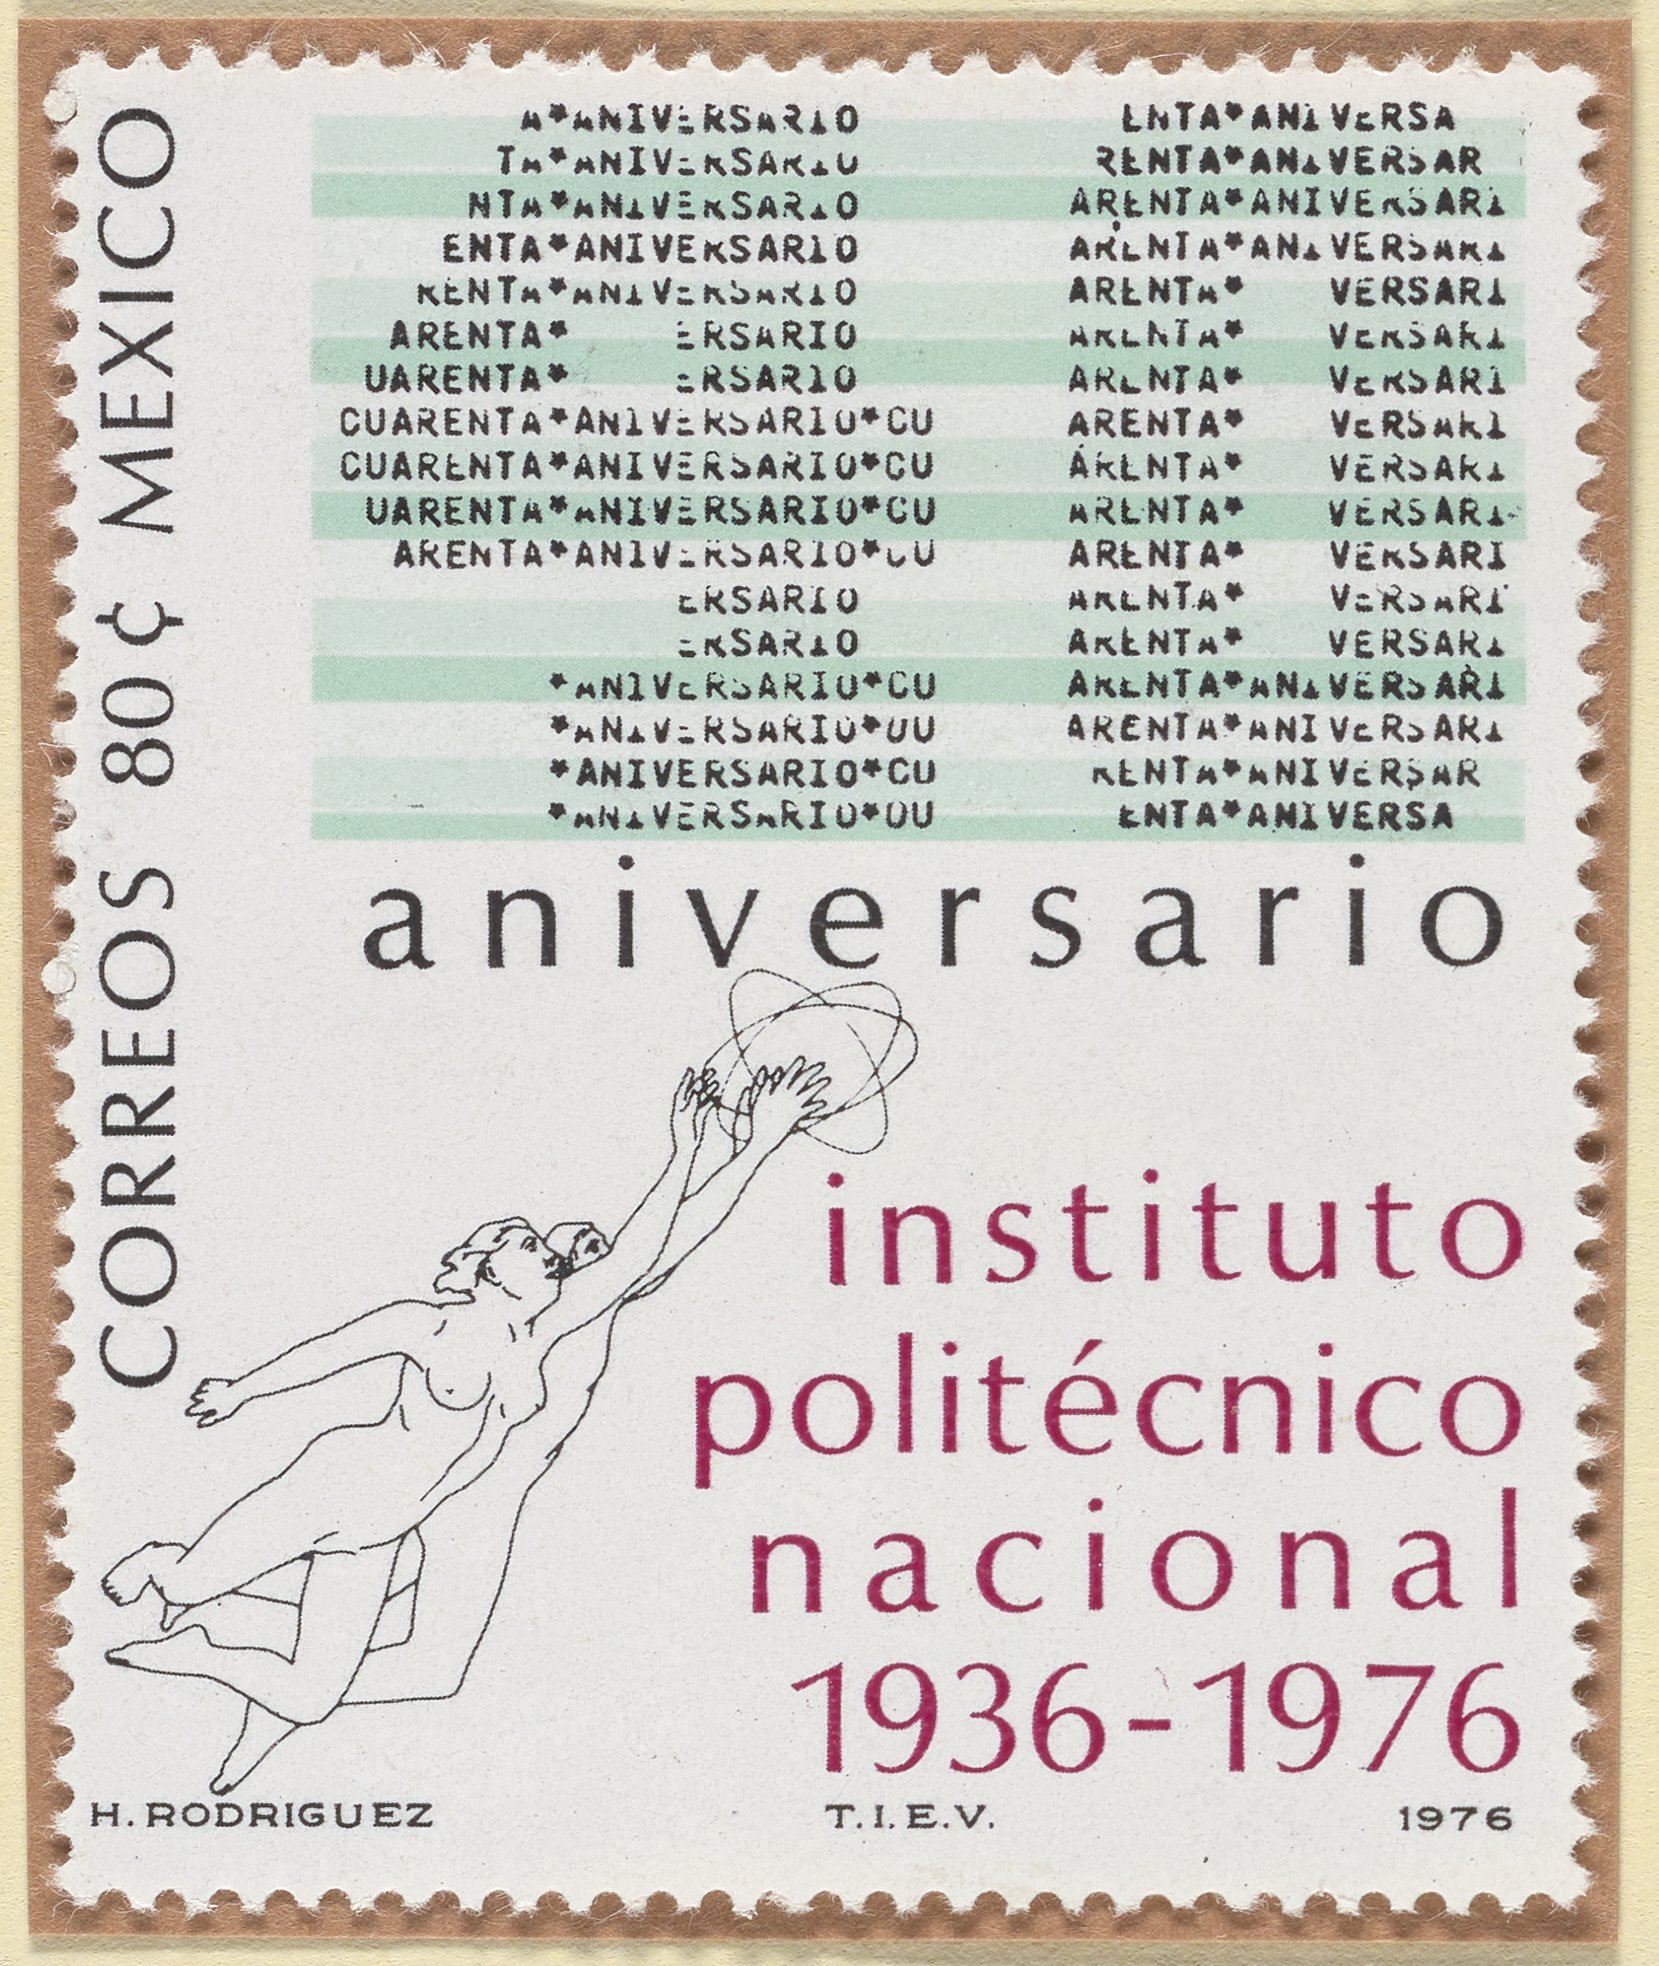 CORREOS 80¢ MEXICO
A*ANIVERSARIO ENTA*ANIVERSA
TA*ANIVERSARIO RENTA*ANIVERSAR
NTA*ANIVERSARIO ARENTA*ANIVERSARI
ENTA*ANIVERSARIO ARENTA*ANIVERSARI
RENTA*ANIVERSARIO ARENTA* VERSARI
ARENTA* ERSARIO ARENTA* VERSARI
UARENTA* ERSARIO ARENTA* VERSARI
CUARENTA*ANIVERSARIO*CU ARENTA* VERSARI
CUARENTA*ANIVERSARIO*CU ARENTA* VERSARI
UARENTA*ANIVERSARIO*CU ARENTA* VERSARI
ARENTA*ANIVERSARIO*CU ARENTA* VERSARI
ERSARIO ARENTA* VERSARI
ERSARIO ARENTA* VERSARI
*ANIVERSARIO*CU ARENTA*ANIVERSARI
*ANIVERSARIO*CU ARENTA*ANIVERSARI
*ANIVERSARIO*CU RENTA*ANIVERSAR
*ANIVERSARIO*CU ENTA*ANIVERSA
aniversario
instituto
politécnico
nacional
1936-1976
H. RODRIGUEZ T.I.E.V. 1976